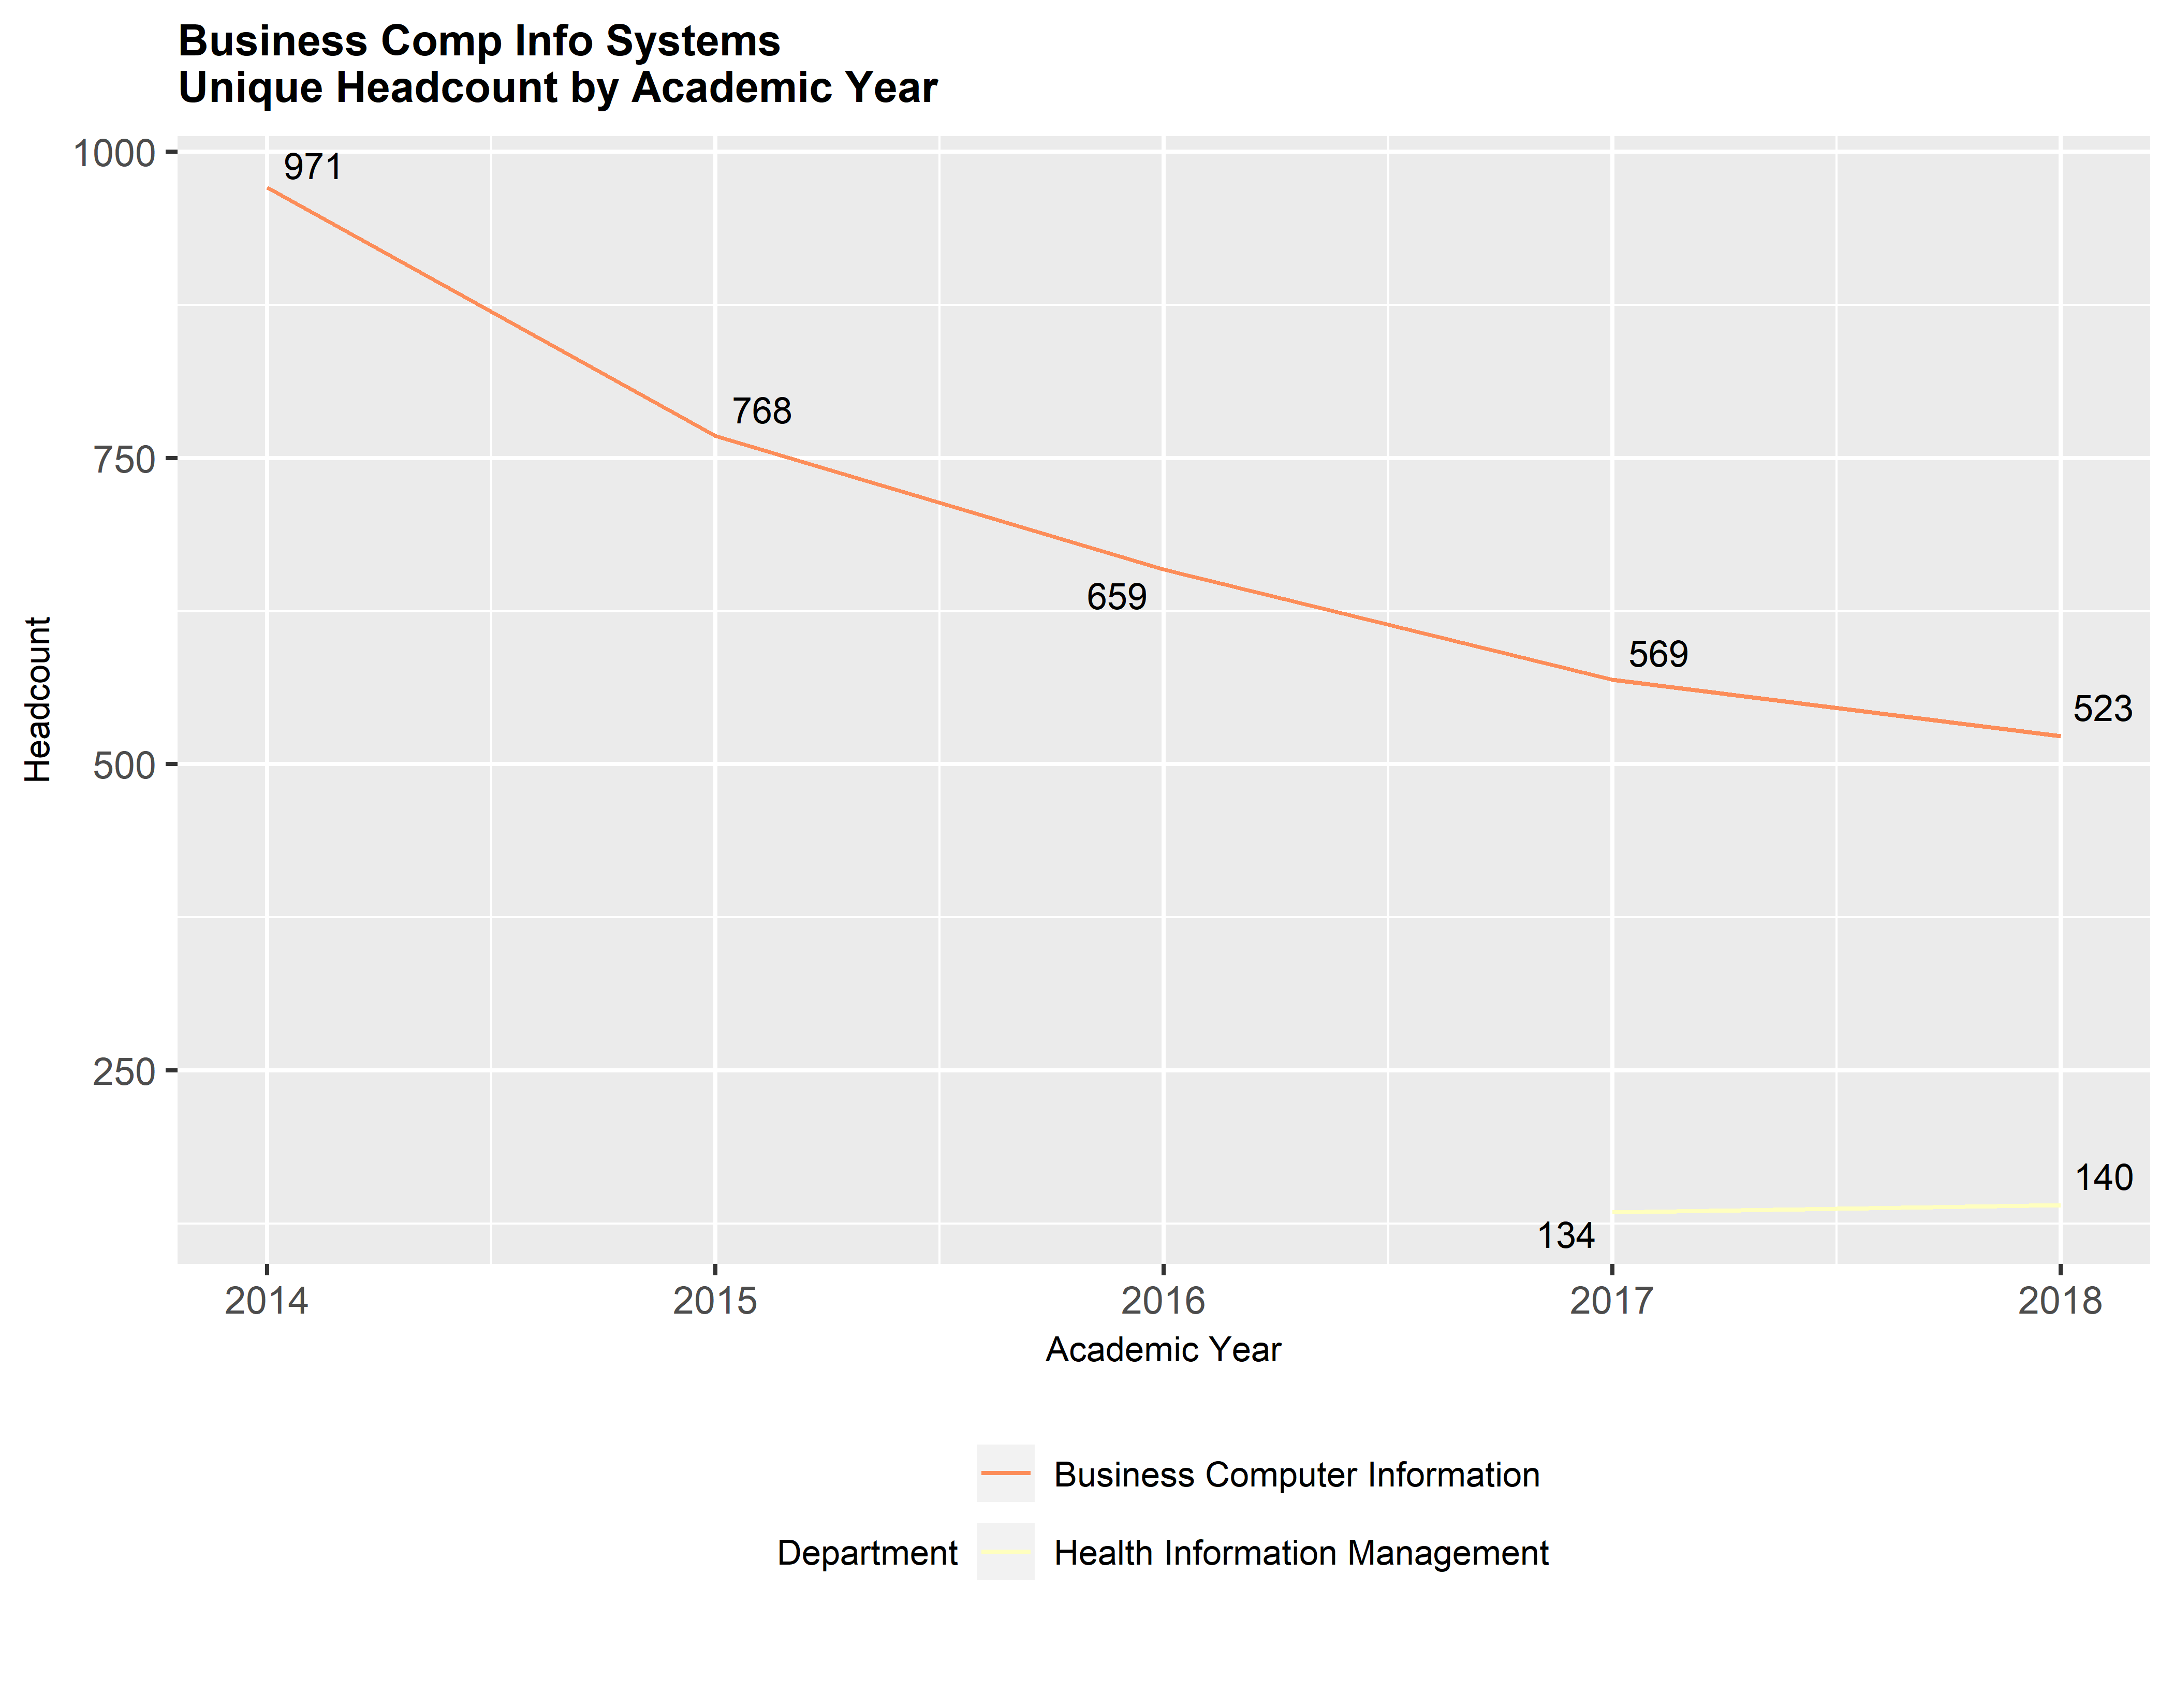 Business Comp Info Systems
Unique Headcount by Academic Year
1000
971
768
750
659
569
523
Headcount
500
250
140
134
2014 2015 2016 2017 2018
Academic Year
Business Computer Information
Department Health Information Management